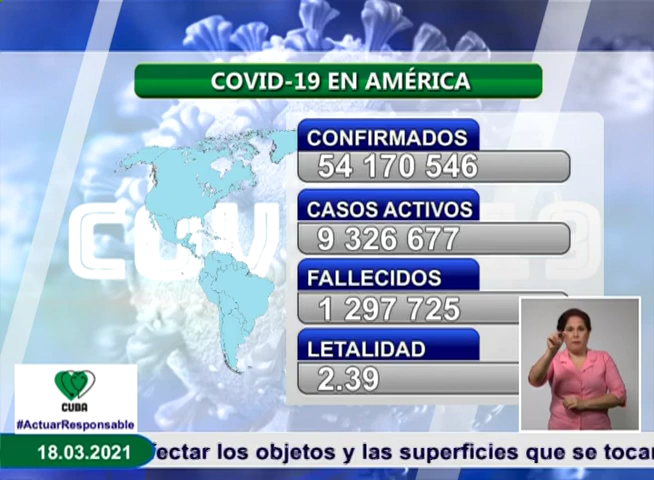 COVID-19 EN AMÉRICA
CONFIRMADOS
54 170 546
CASOS ACTIVOS
9 326 677
FALLECIDOS
1 297 725
LETALIDAD
2.39
CUBA
#ActuarResponsable
18.03.2021
fectar los objetos y las superficies que se tocan